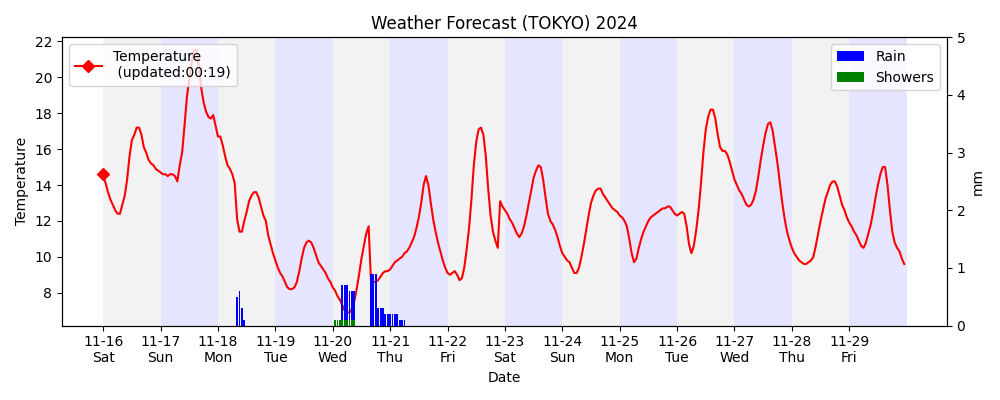 Weather Forecast (TOKYO) 2024
Temperature
(updated:00:19)
Rain
Showers
Temperature
22
20
18
16
14
12
10
8
5
4
3
2
1
0
mm
11-16 11-17 11-18 11-19 11-20 11-21 11-22 11-23 11-24 11-25 11-26 11-27 11-28 11-29
Sat Sun Mon Tue Wed Thu Fri Sat Sun Mon Tue Wed Thu Fri
Date